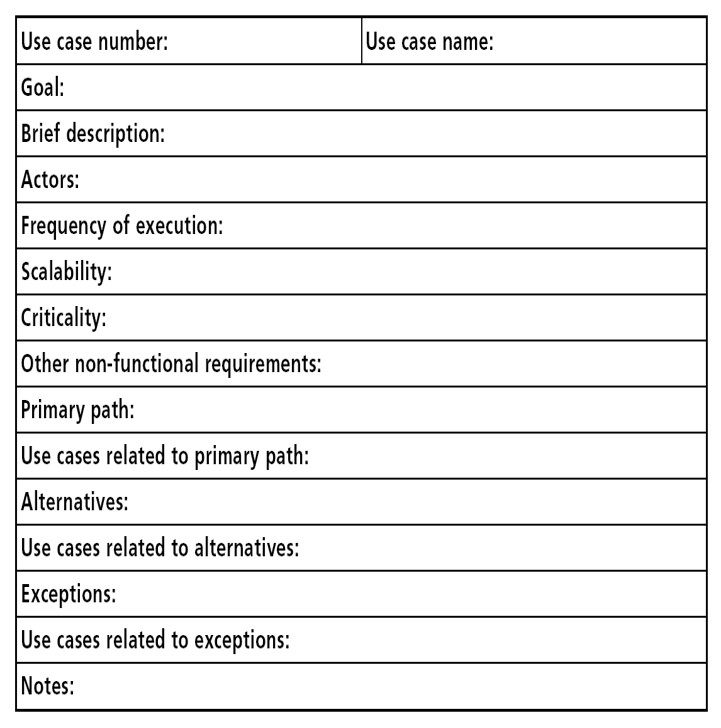 Use case number: Use case name:
Goal:
Brief description:
Actors:
Frequency of execution:
Scalability:
Criticality:
Other non-functional requirements:
Primary path:
Use cases related to primary path:
Alternatives:
Use cases related to alternatives:
Exceptions:
Use cases related to exceptions:
Notes: